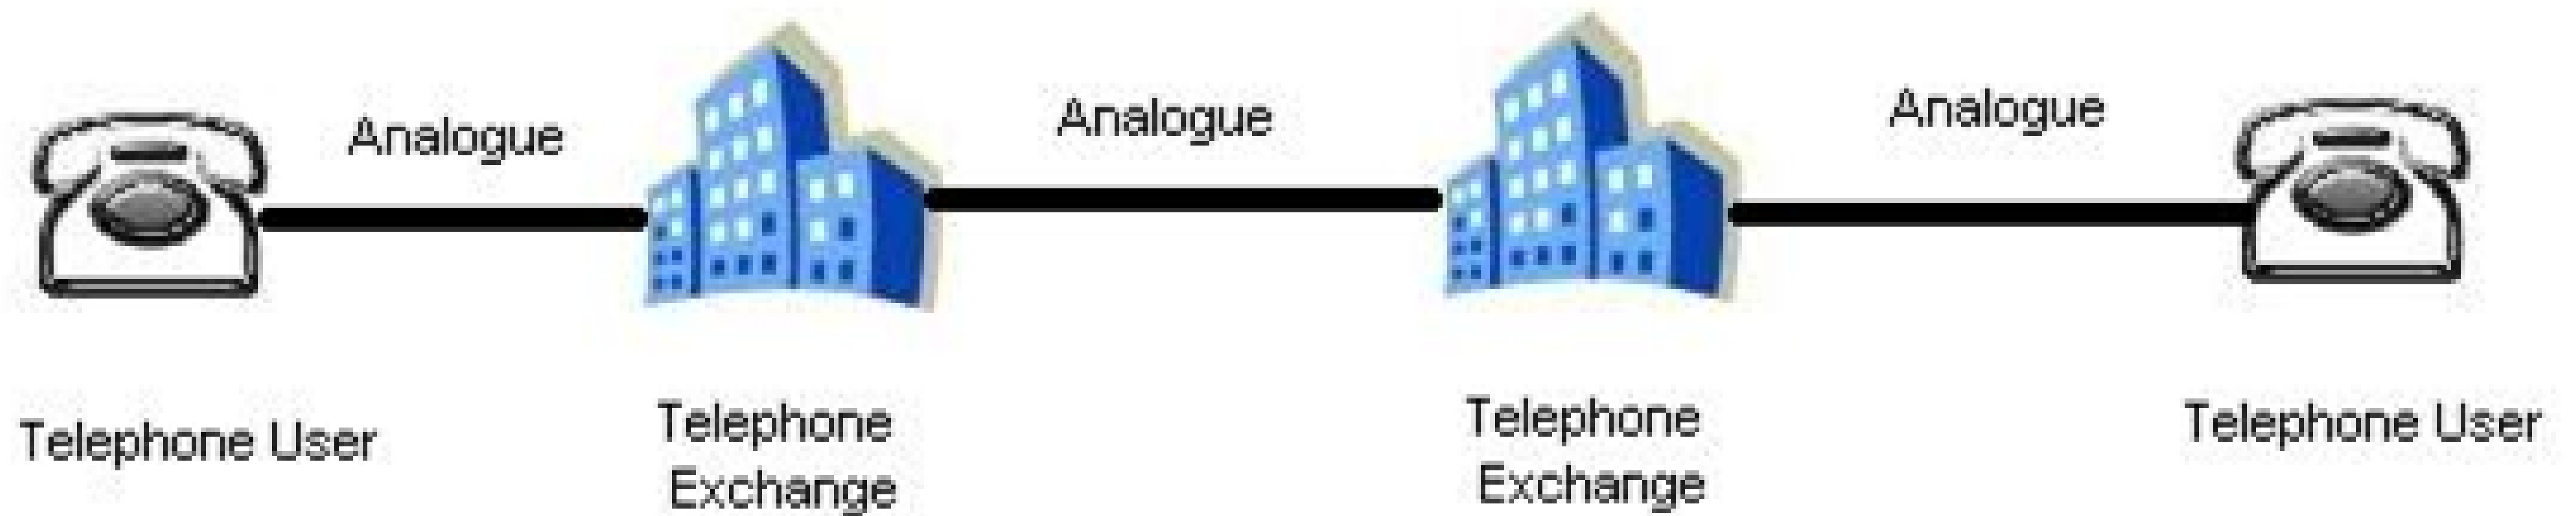 Analogue
Analogue
Analogue
Telephone User
Telephone
Exchange
Telephone
Exchange
Telephone User